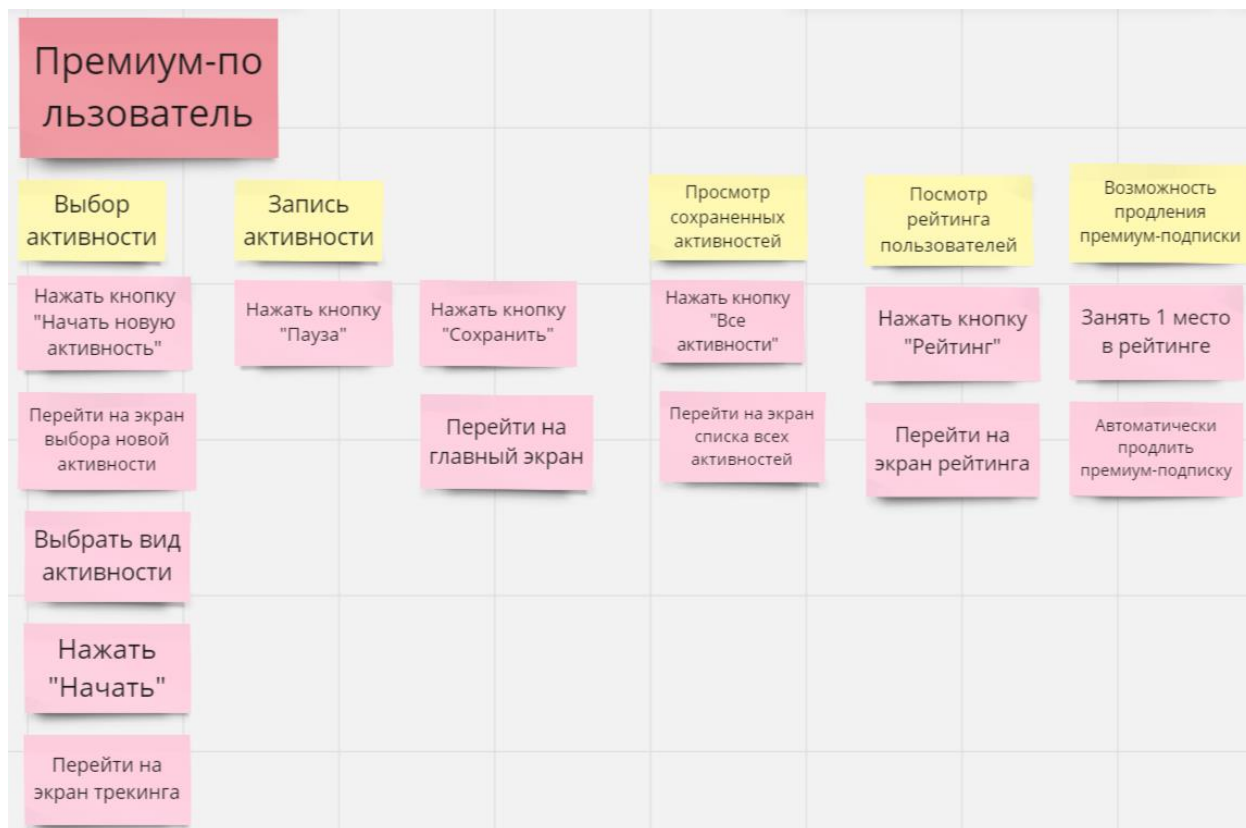 Премиум-по
льзователь
Выбор
активности
Запись
активности
Просмотр
сохраненных
активностей
Посмотр
рейтинга
пользователей
Возможность
продления
премиум-подписки
Нажать кнопку
"Начать новую
активность"
Нажать кнопку
"Пауза"
Нажать кнопку
"Сохранить"
Нажать кнопку
"Все
активности"
Нажать кнопку
"Рейтинг"
Занять 1 место
в рейтинге
Перейти на экран
выбора новой
активности
Перейти на
главный экран
Перейти на экран
списка всех
активностей
Перейти на
экран рейтинга
Автоматически
продлить
премиум-подписку
Выбрать вид
активности
Нажать
"Начать"
Перейти на
экран трекинга